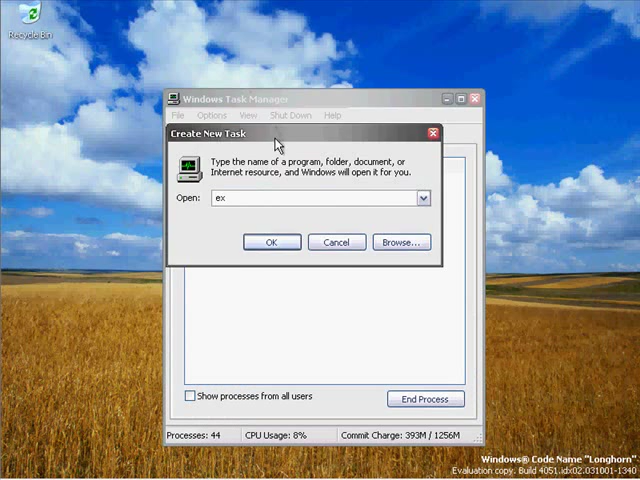 Recycle Bin
Windows Task Manager
File Options View Shut Down Help
Create New Task
Type the name of a program, folder, document, or
Internet resource, and Windows will open it for you.
Open: ex
OK Cancel Browse...
Show processes from all users
End Process
Processes: 44 CPU Usage: 8% Commit Charge: 393M / 1256M
Windows® Code Name "Longhorn"
Evaluation copy. Build 4051.idx02.031001-1340